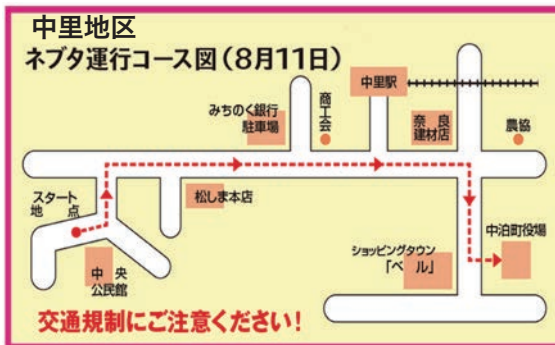 中里地区
ネブタ運行コース図(8月11日)
中里駅
みちのく銀行
駐車場
商工会
奈良
建材店
農協
スタート
地点
松しま本店
中泊町役場
ショッピングタウン
「ベル」
中央
公民館
交通規制にご注意ください!